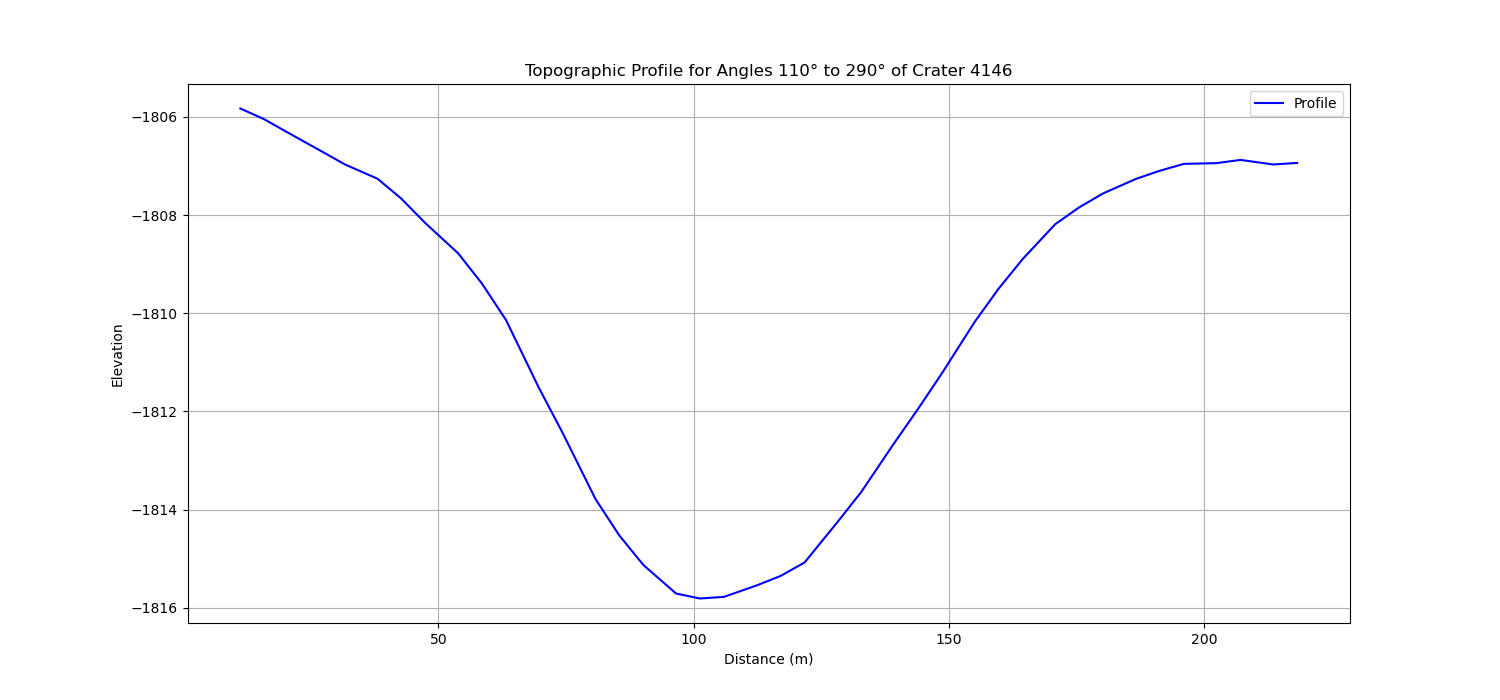 Topographic Profile for Angles 110° to 290° of Crater 4146
Profile
−1806
−1808
−1810
−1812
−1814
−1816
Elevation
50
100
150
200
Distance (m)